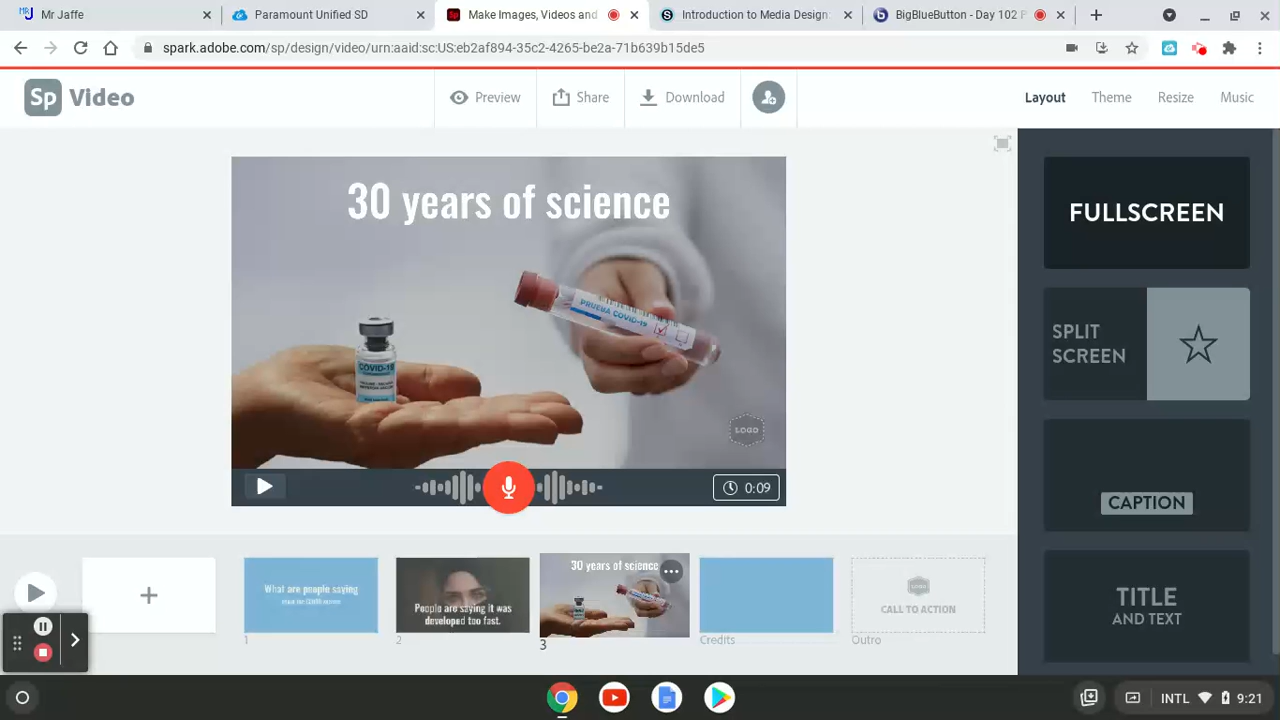 Mr Jaffe
Paramount Unified SD
Make Images, Videos and
Introduction to Media Design
BigBlueButton - Day 102 P
spark.adobe.com/sp/design/video/urn:aaid:sc:US:eb2af894-35c2-4265-be2a-71b639b15de5
Sp Video
Preview
Share
Download
Layout
Theme
Resize
Music
30 years of science
PRUEBA COVID-19
COVID-19
LOGO
0:09
FULLSCREEN
SPLIT
SCREEN
CAPTION
TITLE
AND TEXT
What are people saying
People are saying it was
developed too fast.
30 years of science
LOGO
CALL TO ACTION
1
2
3
Credits
Outro
INTL
9:21